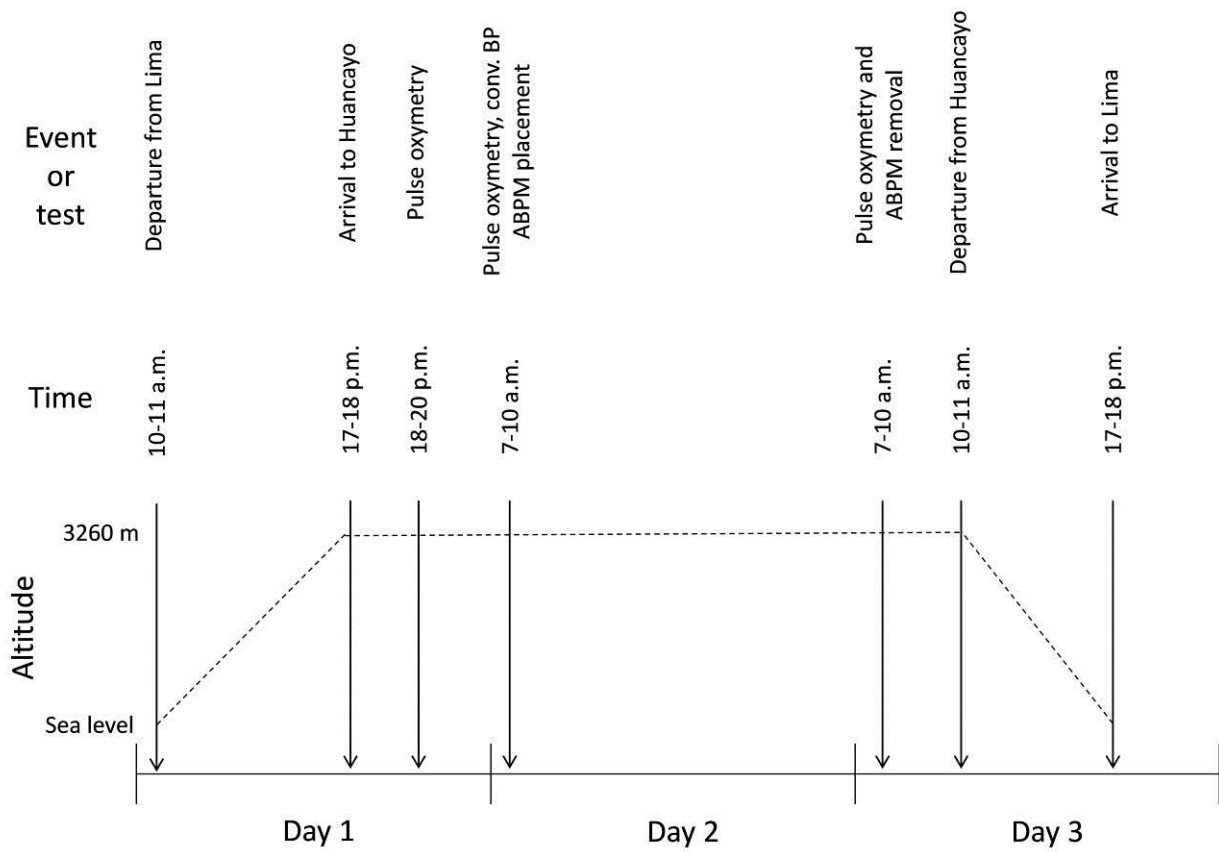 Event
or
test
Departure from Lima
Arrival to Huancayo
Pulse oxymetry
Pulse oxymetry, conv. BP
ABPM placement
Pulse oxymetry and
ABPM removal
Departure from Huancayo
Arrival to Lima
Time
10-11 a.m.
17-18 p.m.
18-20 p.m.
7-10 a.m.
7-10 a.m.
10-11 a.m.
17-18 p.m.
Altitude
3260 m
Sea level
Day 1
Day 2
Day 3